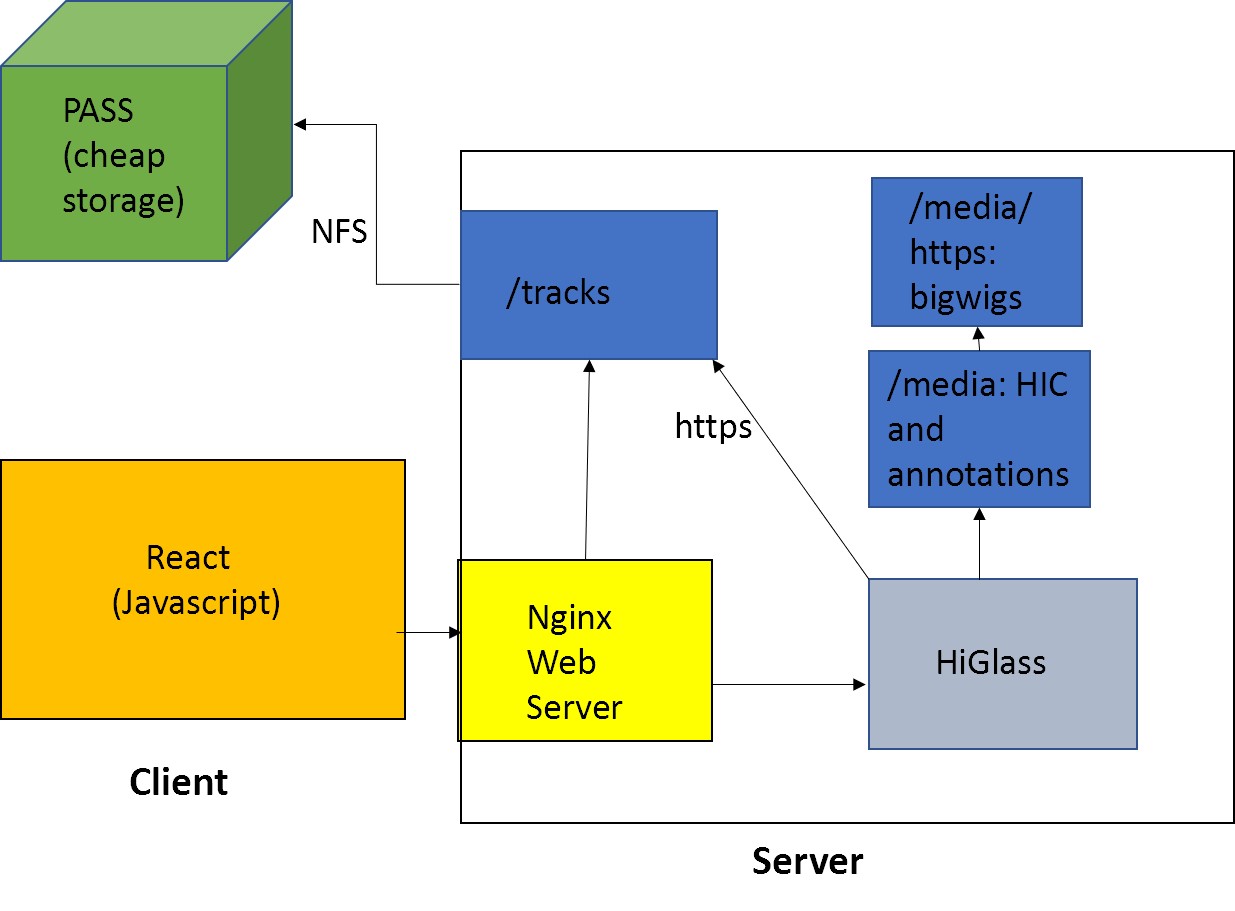 PASS
(cheap
storage)
NFS
/tracks
/media/
https:
bigwigs
/media: HIC
and
annotations
https
React
(Javascript)
Nginx
Web
Server
HiGlass
Client
Server